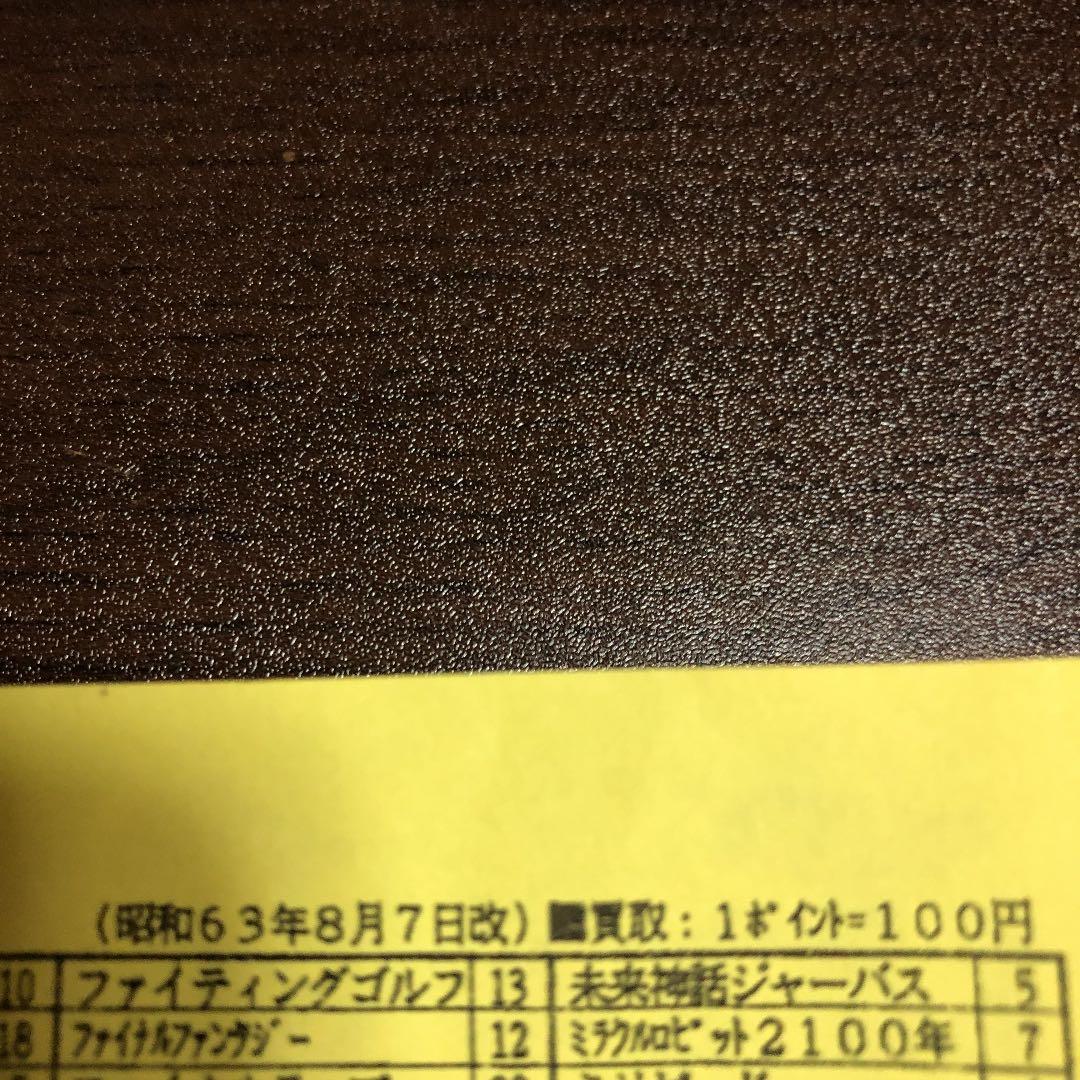 (昭和63年8月7日改)■買取:1ポイント=100円
10 ファイティングゴルフ 13 未来神話ジャーバス 5
18 ファイナルファンタジー 12 ミラクルロピット2100年 7